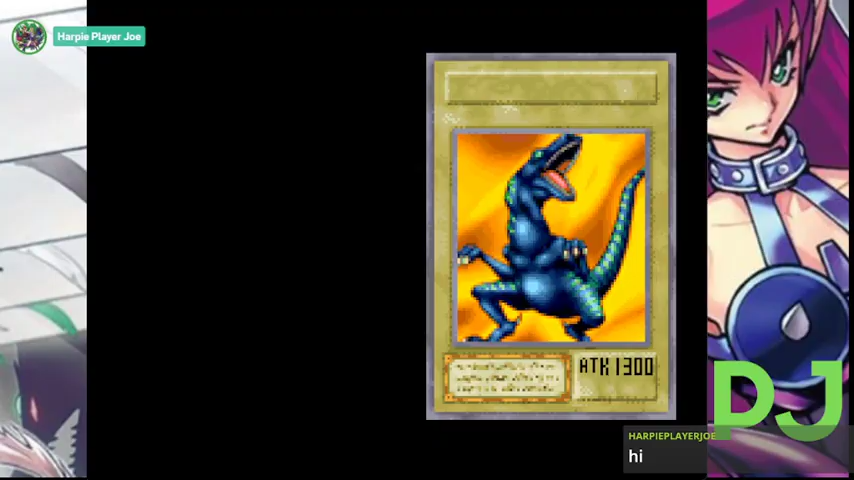 Harpie Player Joe
ATK 1300
DJ
HARPIEPLAYERJOE
hi